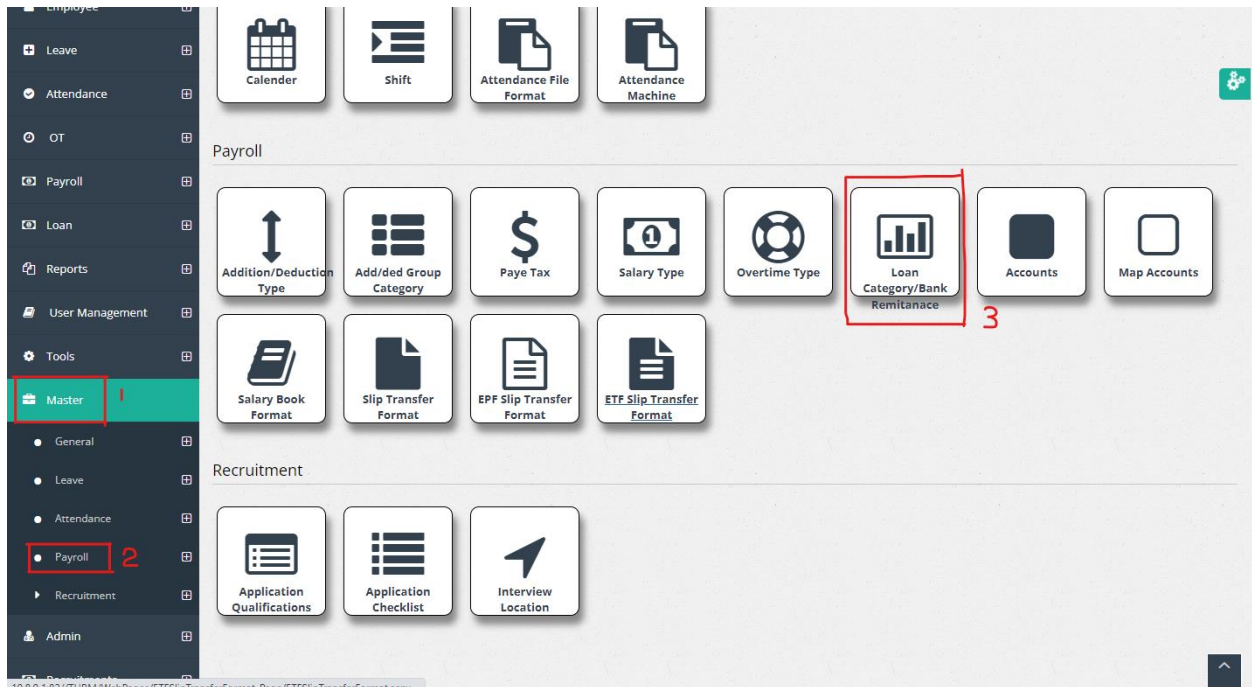 Employee
Leave
Attendance
OT
Payroll
Loan
Reports
User Management
Tools
Master
1
General
Leave
Attendance
Payroll
2
Recruitment
Admin
Recruitments
Calender
Shift
Attendance File
Format
Attendance
Machine
Payroll
Addition/Deduction
Type
Add/ded Group
Category
Paye Tax
Salary Type
Overtime Type
Loan
Category/Bank
Remitanace
3
Accounts
Map Accounts
Salary Book
Format
Slip Transfer
Format
EPF Slip Transfer
Format
ETF Slip Transfer
Format
Recruitment
Application
Qualifications
Application
Checklist
Interview
Location